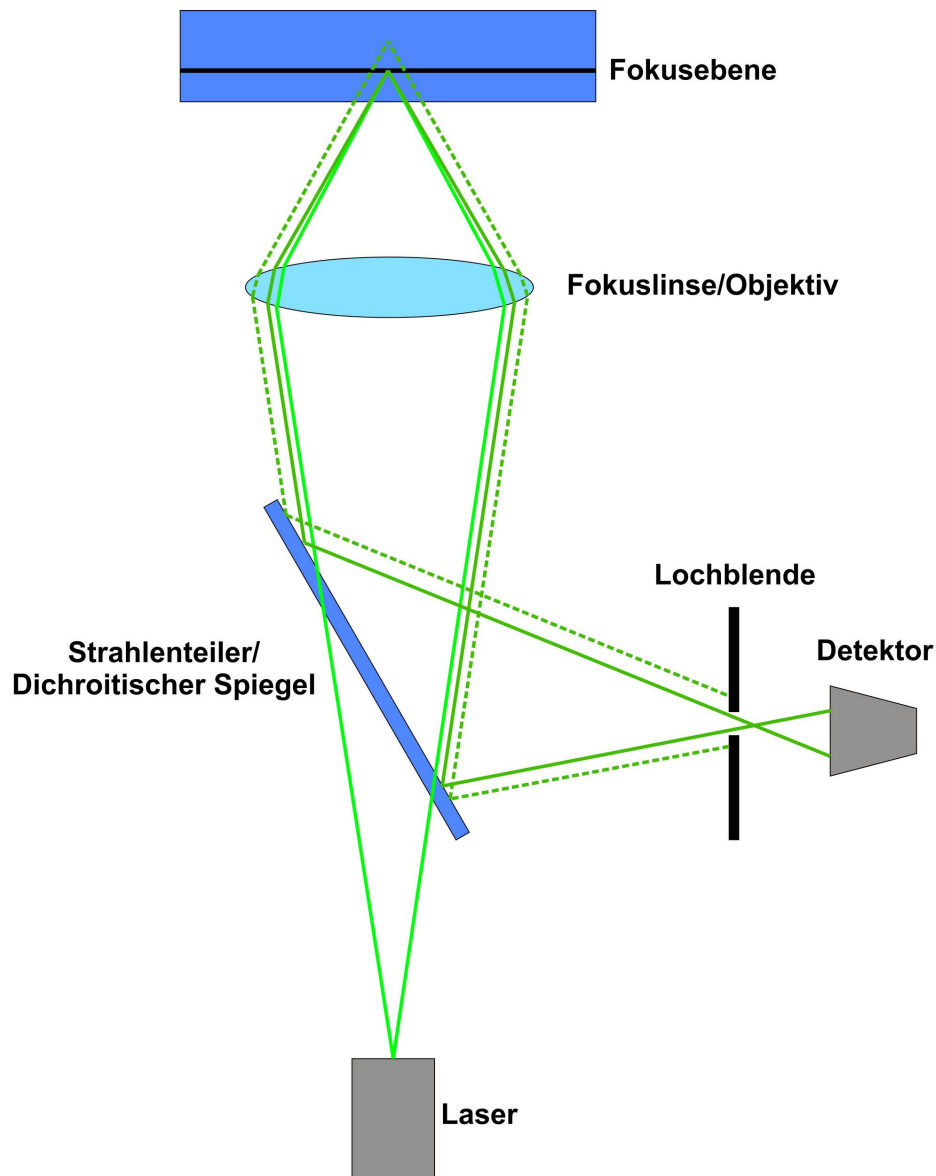 Fokusebene
Fokuslinse/Objektiv
Lochblende
Detektor
Strahlenteiler/
Dichroitischer Spiegel
Laser